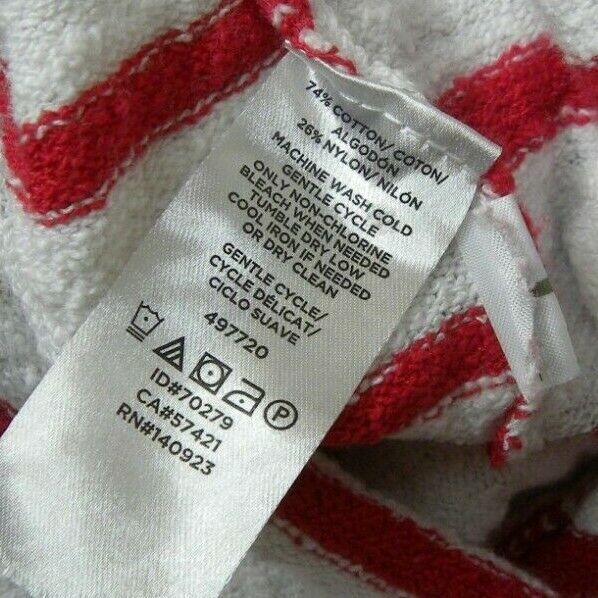 74% COTTON/ COTON/
ALGODÓN
26% NYLON/ NILÓN
MACHINE WASH COLD
GENTLE CYCLE
ONLY NON-CHLORINE
BLEACH WHEN NEEDED
TUMBLE DRY LOW
COOL IRON IF NEEDED
OR DRY CLEAN
GENTLE CYCLE/
CYCLE DÉLICAT/
CICLO SUAVE
497720
P
ID#70279
CA#57421
RN#140923